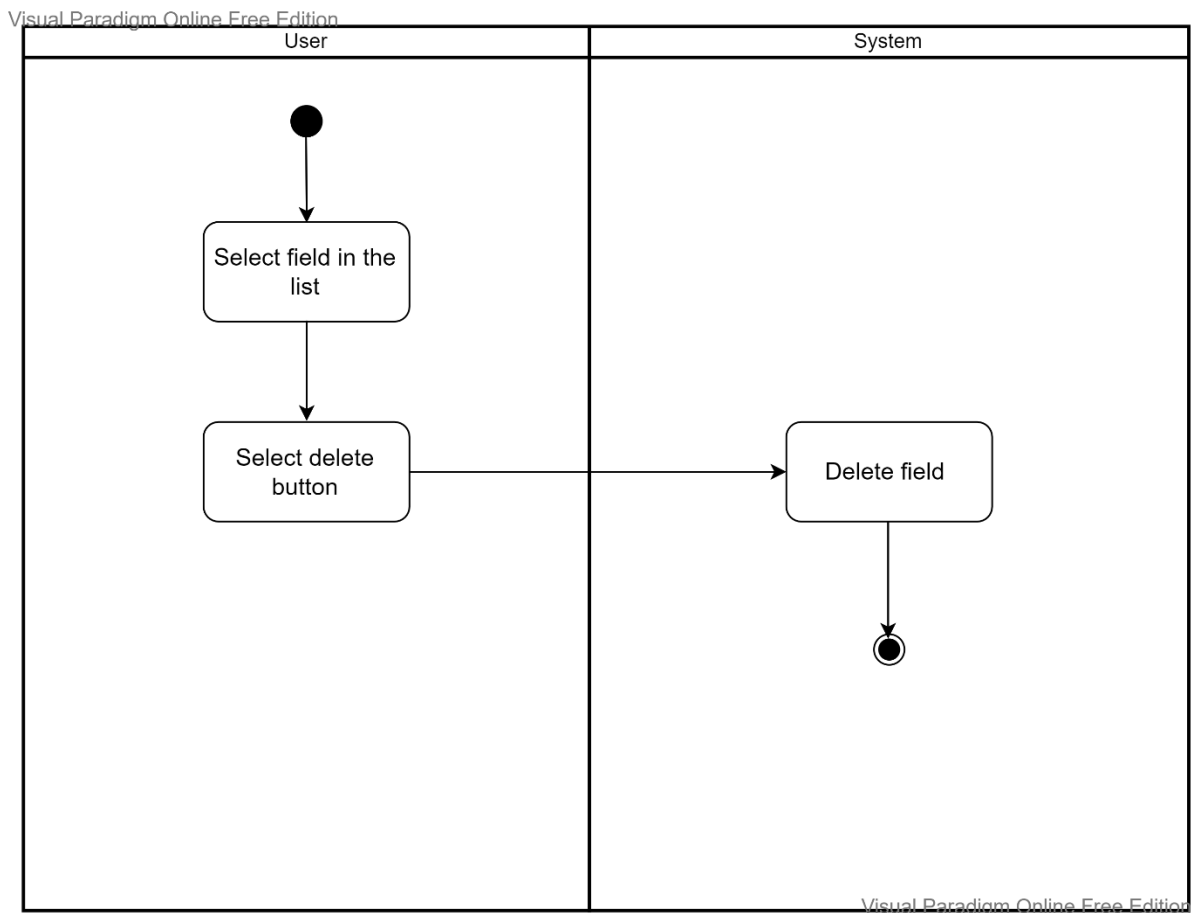 Visual Paradigm Online Free Edition
User
System
Select field in the
list
Select delete
button
Delete field
Visual Paradigm Online Free Edition